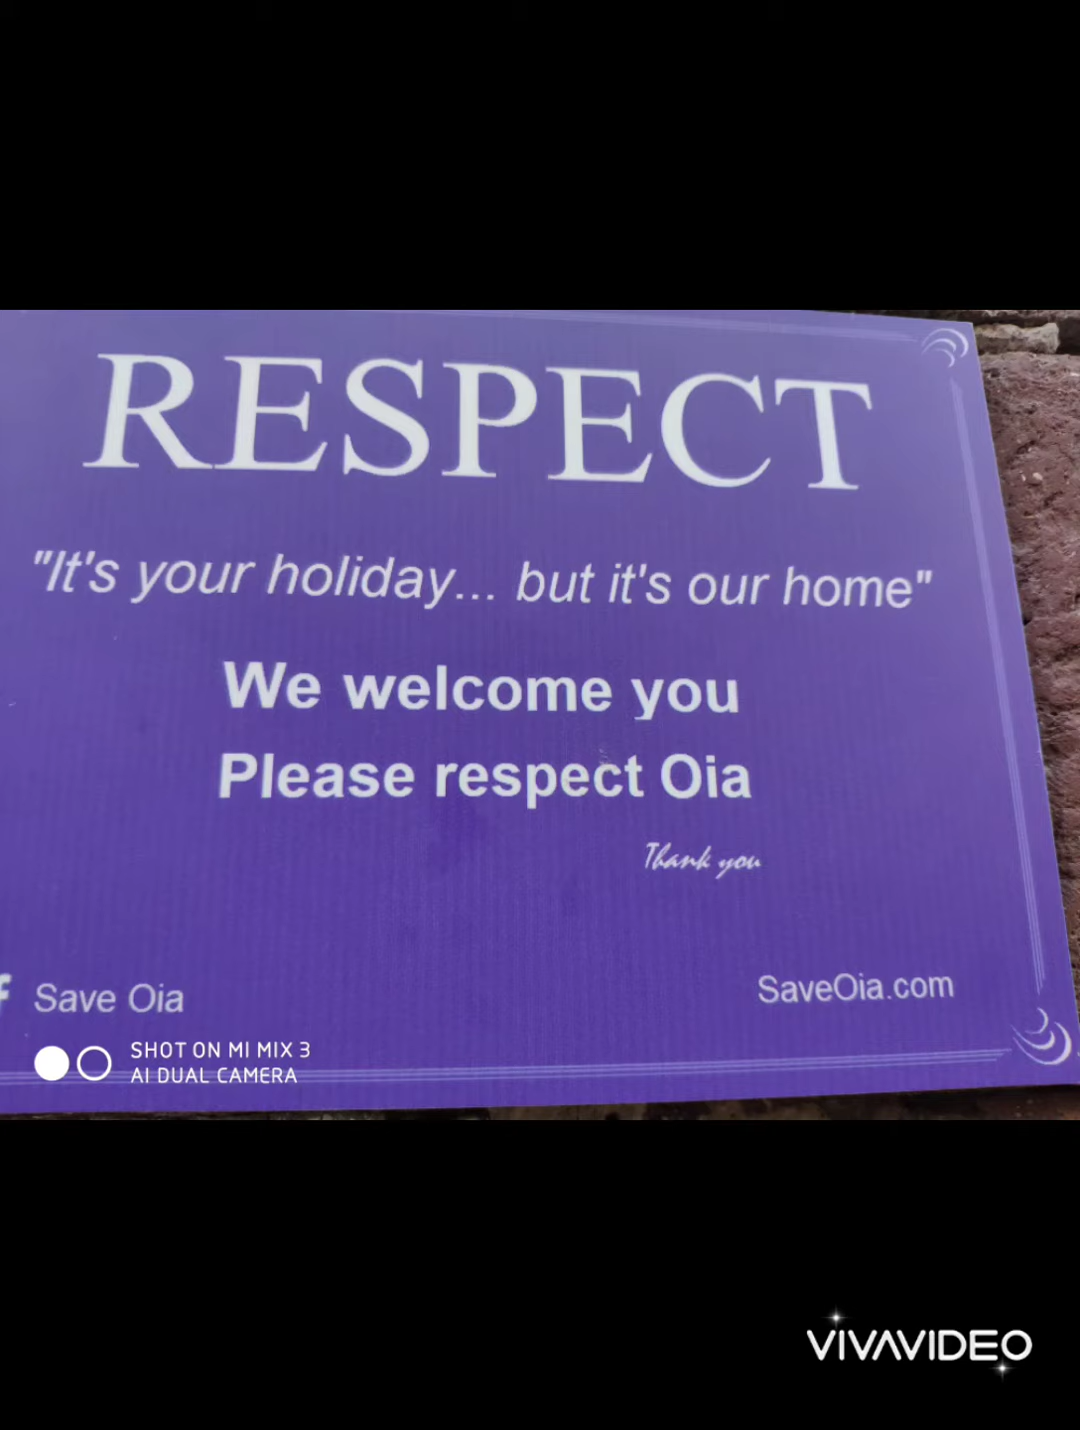 RESPECT
"It's your holiday... but it's our home"
We welcome you
Please respect Oia
Thank you
f Save Oia
SaveOia.com
SHOT ON MI MIX 3
AI DUAL CAMERA
VIVAVIDEO